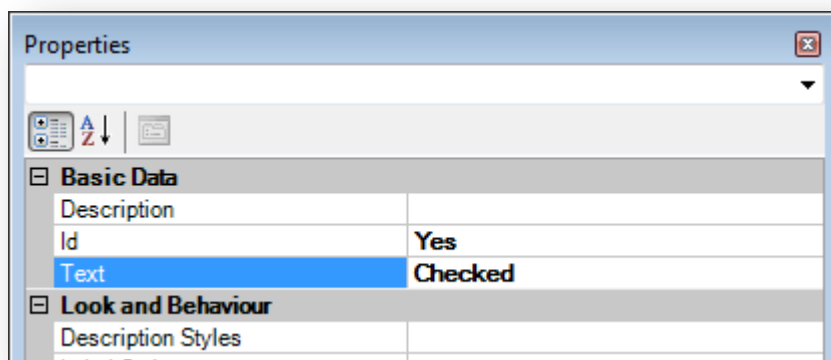 Properties
A
Z
Basic Data
Description
Id Yes
Text Checked
Look and Behaviour
Description Styles